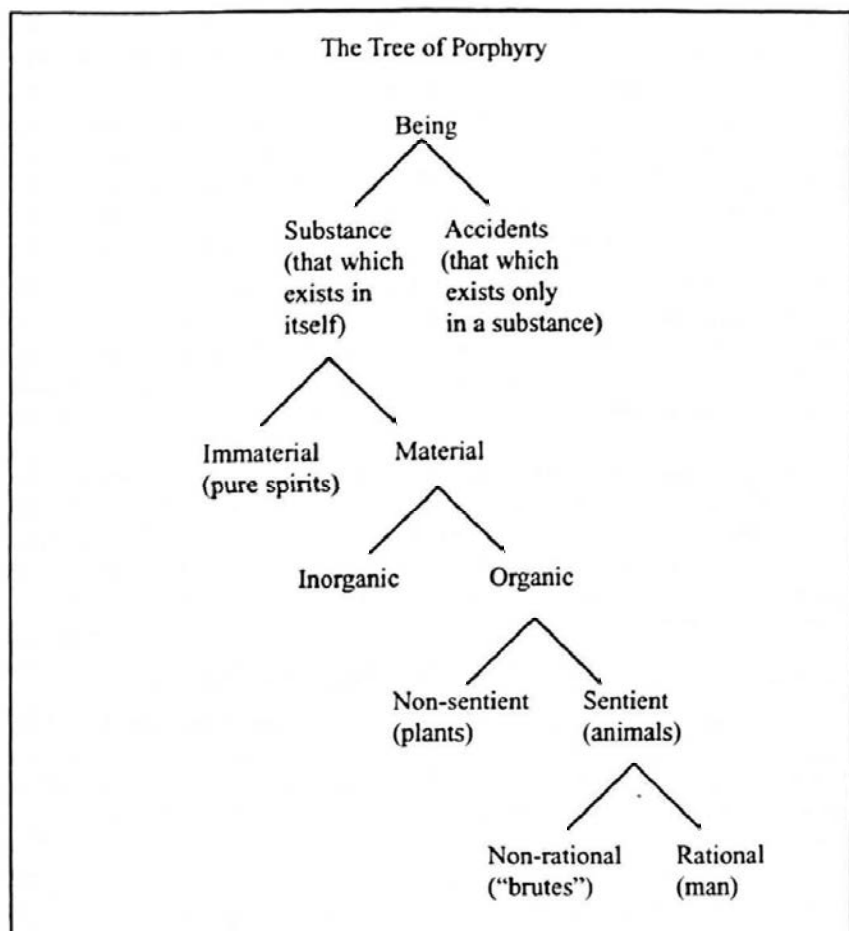 The Tree of Porphyry
Being
Substance
(that which
exists in
itself)
Accidents
(that which
exists only
in a substance)
Immaterial
(pure spirits)
Material
Inorganic
Organic
Non-sentient
(plants)
Sentient
(animals)
Non-rational
(“brutes”)
Rational
(man)